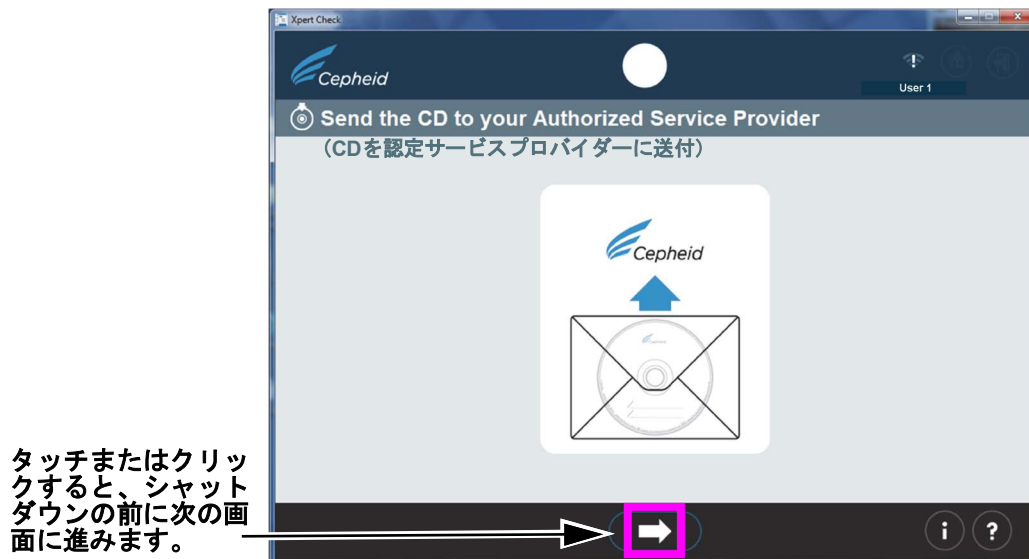 Xpert Check
Cepheid
User 1
Send the CD to your Authorized Service Provider
(CDを認定サービスプロバイダーに送付)
Cepheid
タッチまたはクリッ
クすると、シャット
ダウンの前に次の画
面に進みます。
i ?